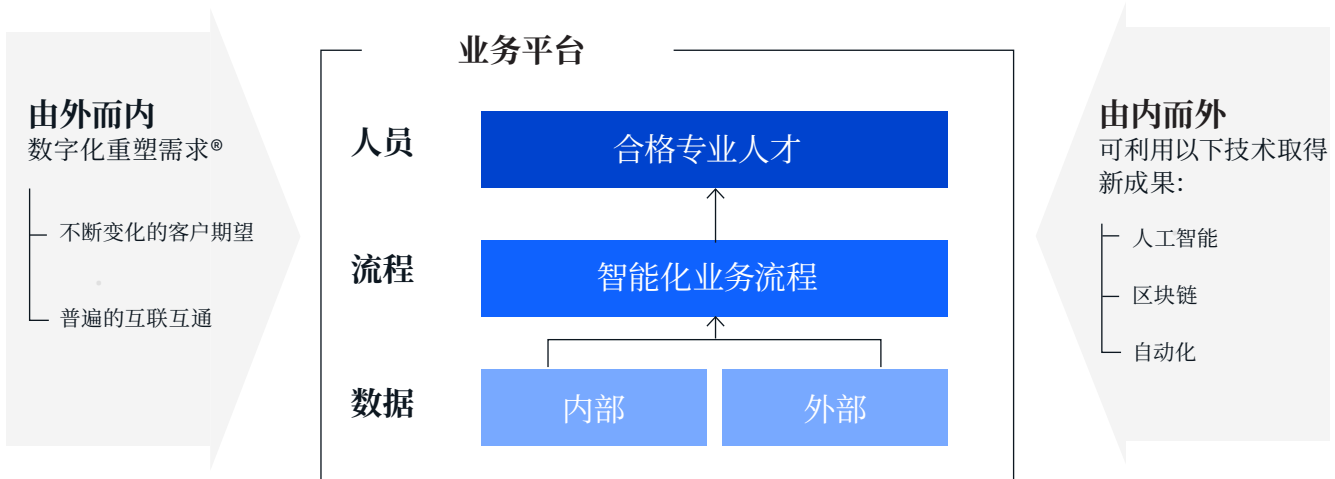 业务平台
由外而内
数字化重塑需求®
不断变化的客户期望
普遍的互联互通
人员
合格专业人才
流程
智能化业务流程
数据
内部
外部
由内而外
可利用以下技术取得
新成果:
人工智能
区块链
自动化